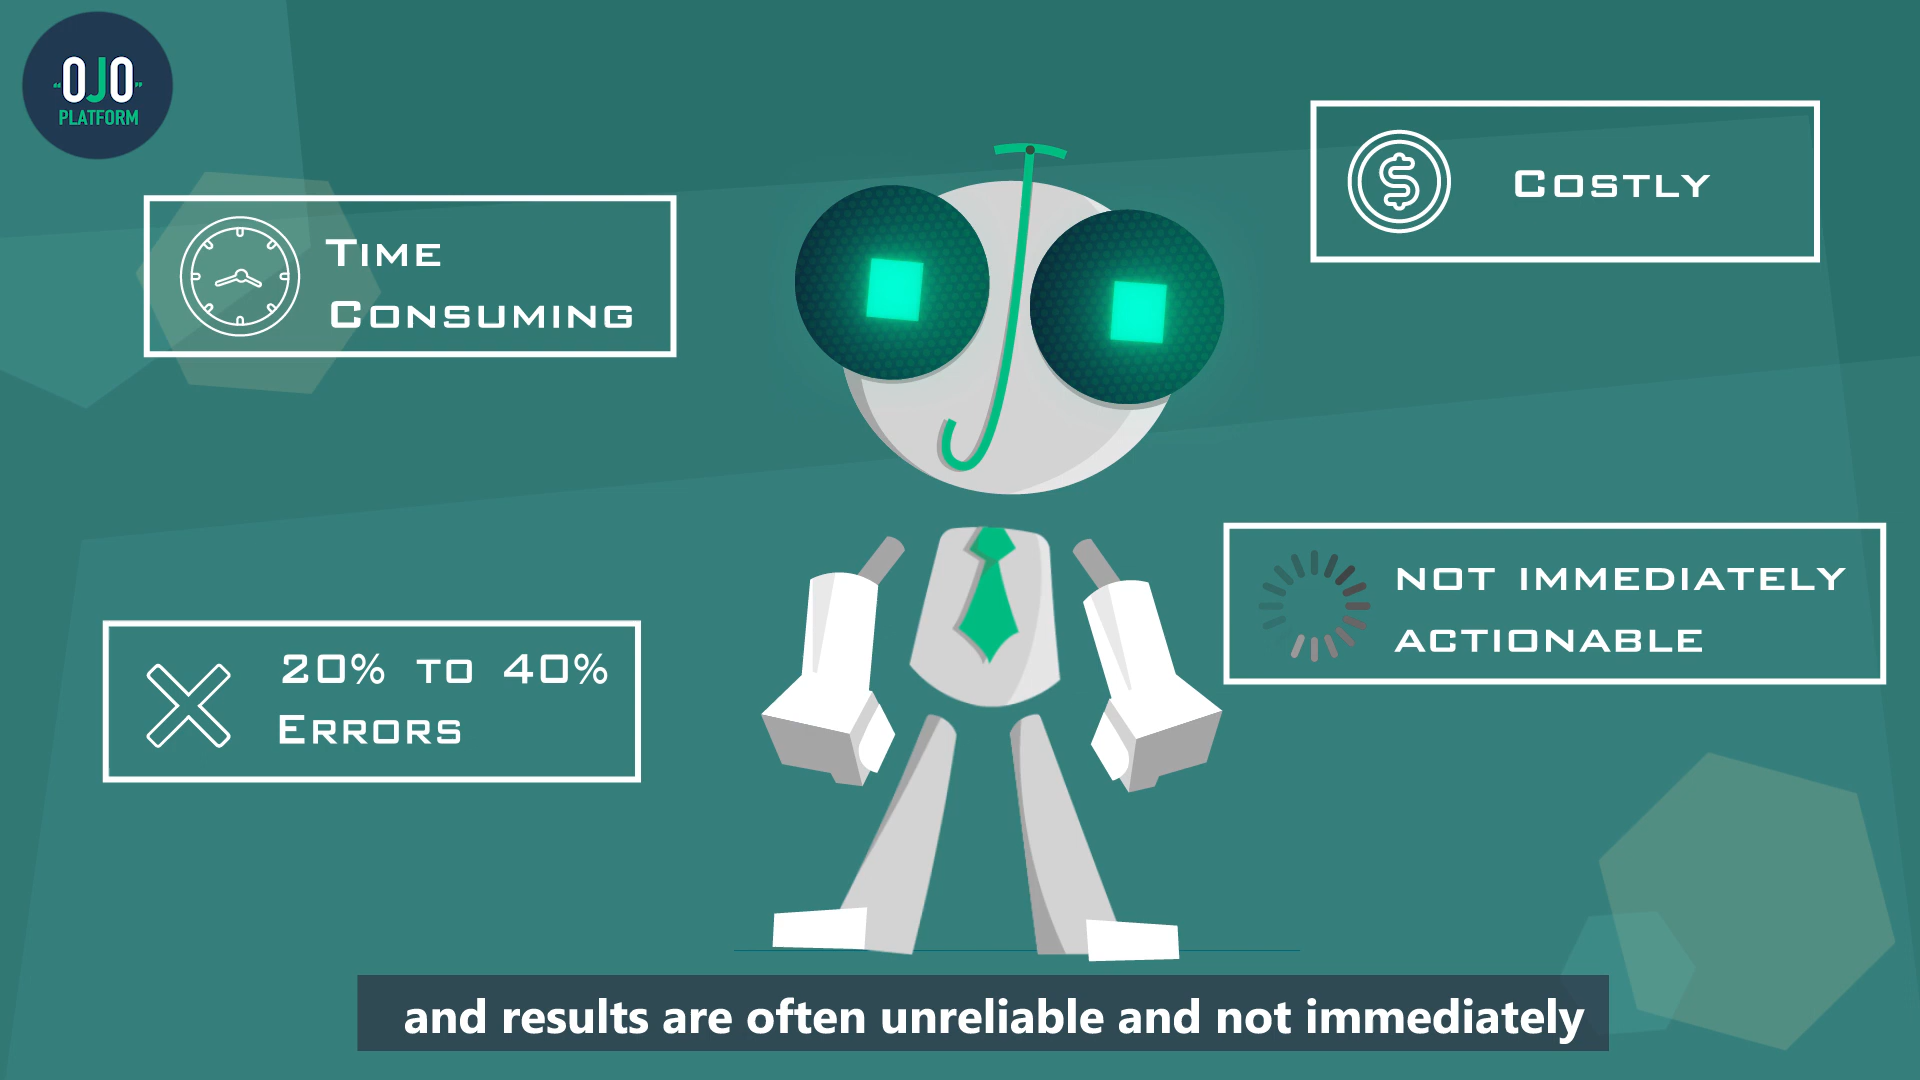 "OJO"
PLATFORM
Time
Consuming
Costly
20% to 40%
Errors
not immediately
actionable
and results are often unreliable and not immediately